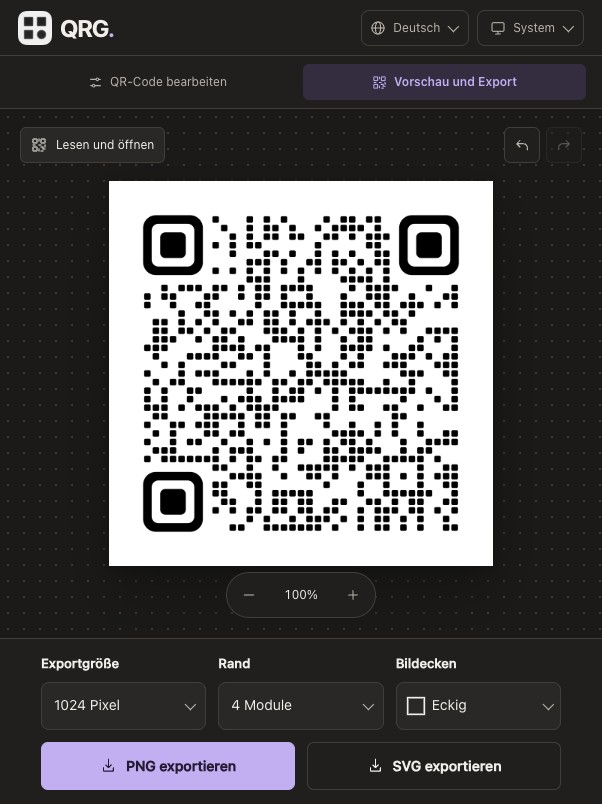 QRG.
Deutsch
System
QR-Code bearbeiten
Vorschau und Export
Lesen und öffnen
100%
Exportgröße
Rand
Bildecken
1024 Pixel
4 Module
Eckig
PNG exportieren
SVG exportieren